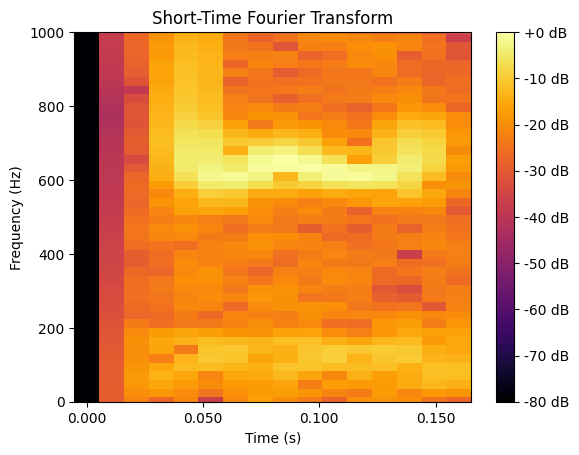 Short-Time Fourier Transform
Frequency (Hz)
1000
800
600
400
200
0
0.000
0.050
0.100
0.150
Time (s)
+0 dB
-10 dB
-20 dB
-30 dB
-40 dB
-50 dB
-60 dB
-70 dB
-80 dB